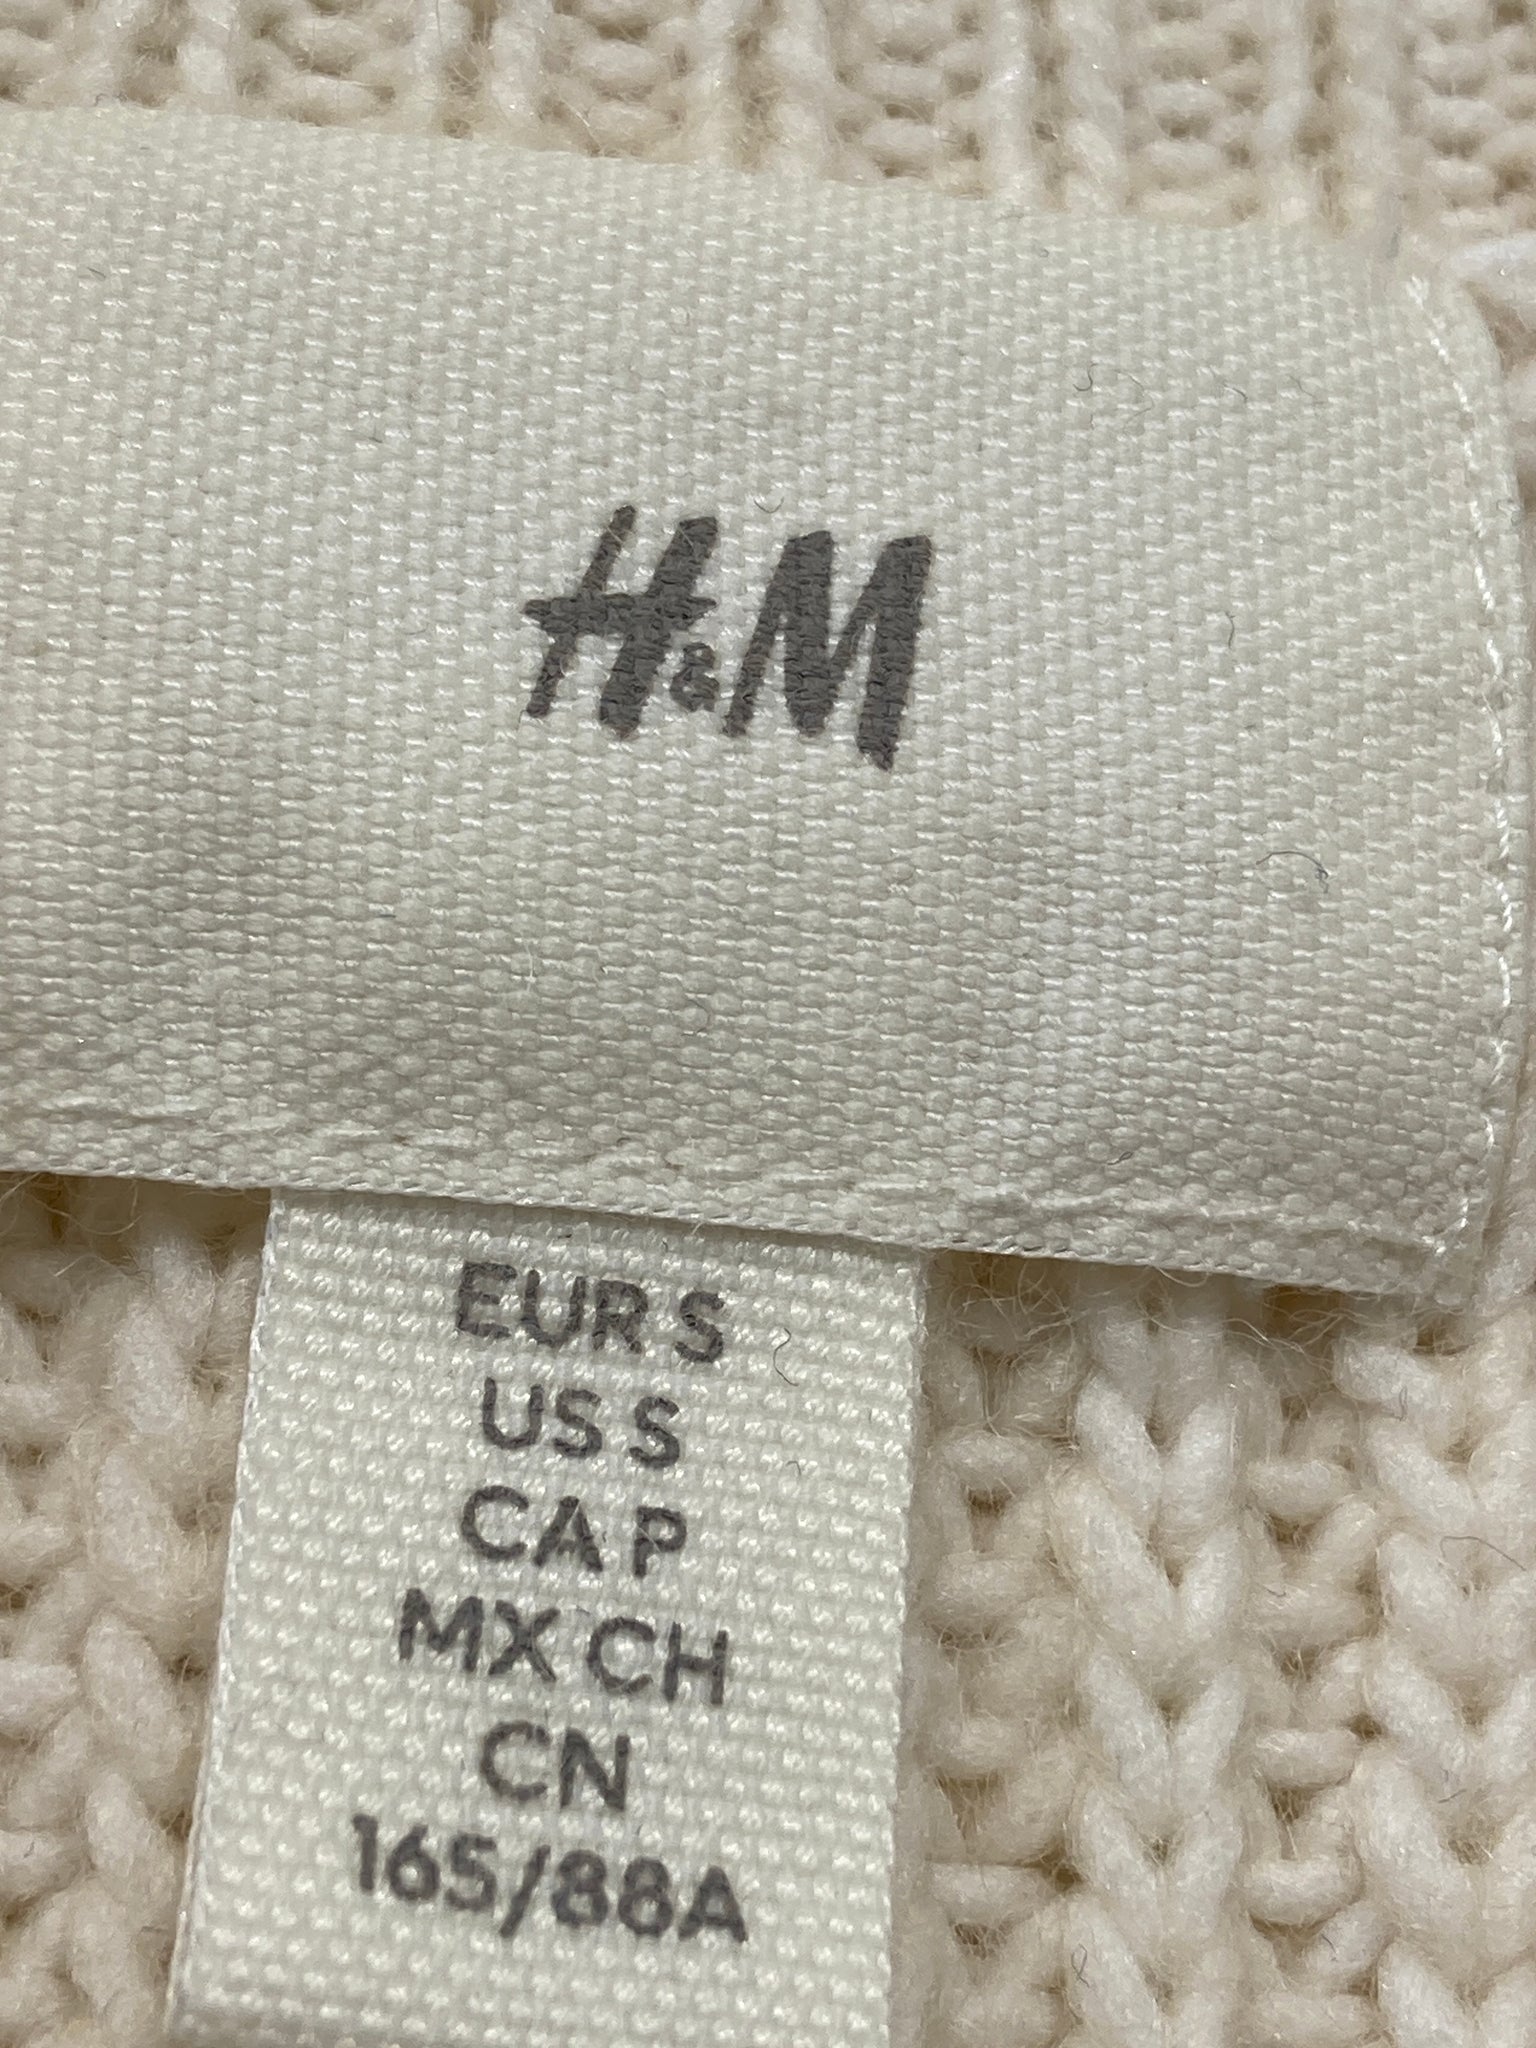 H&M
EUR S
US S
CA P
MX CH
CN
165/88A